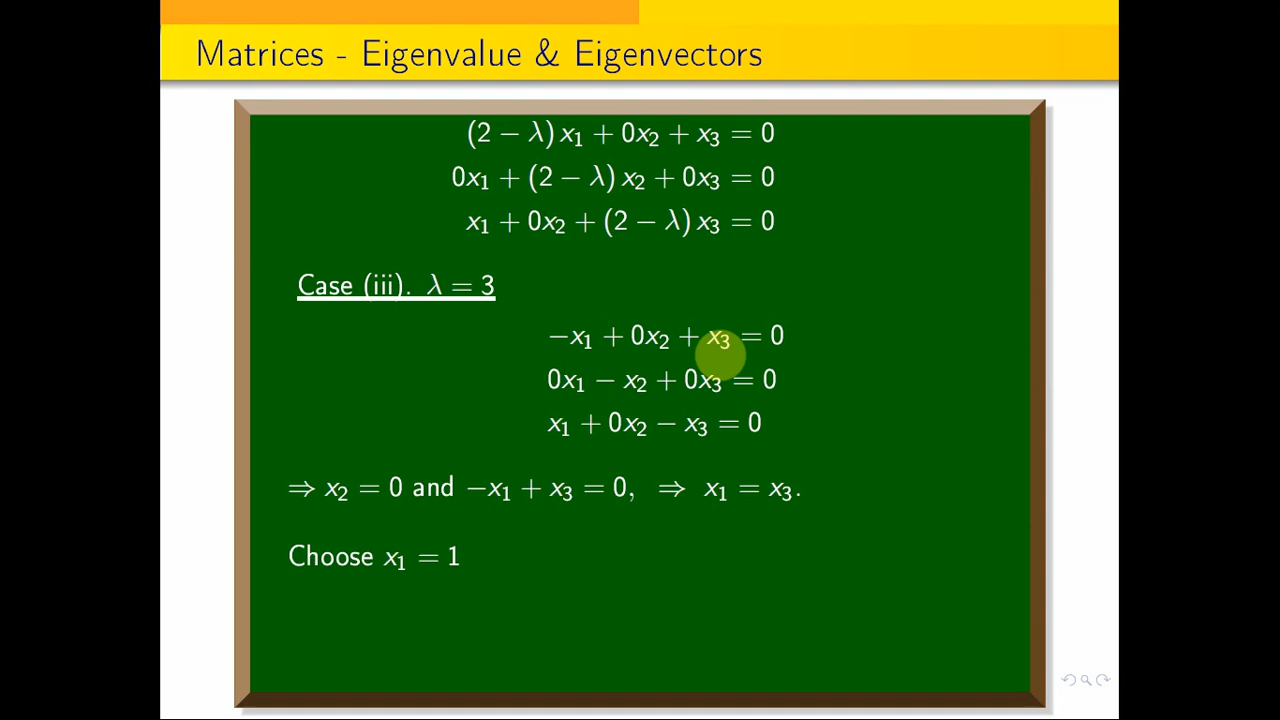 Matrices - Eigenvalue & Eigenvectors
(2 − λ) x₁ + 0x₂ + x₃ = 0
0x₁ + (2 − λ) x₂ + 0x₃ = 0
x₁ + 0x₂ + (2 − λ) x₃ = 0
Case (iii). λ = 3
−x₁ + 0x₂ + x₃ = 0
0x₁ − x₂ + 0x₃ = 0
x₁ + 0x₂ − x₃ = 0
⇒ x₂ = 0 and −x₁ + x₃ = 0, ⇒ x₁ = x₃.
Choose x₁ = 1